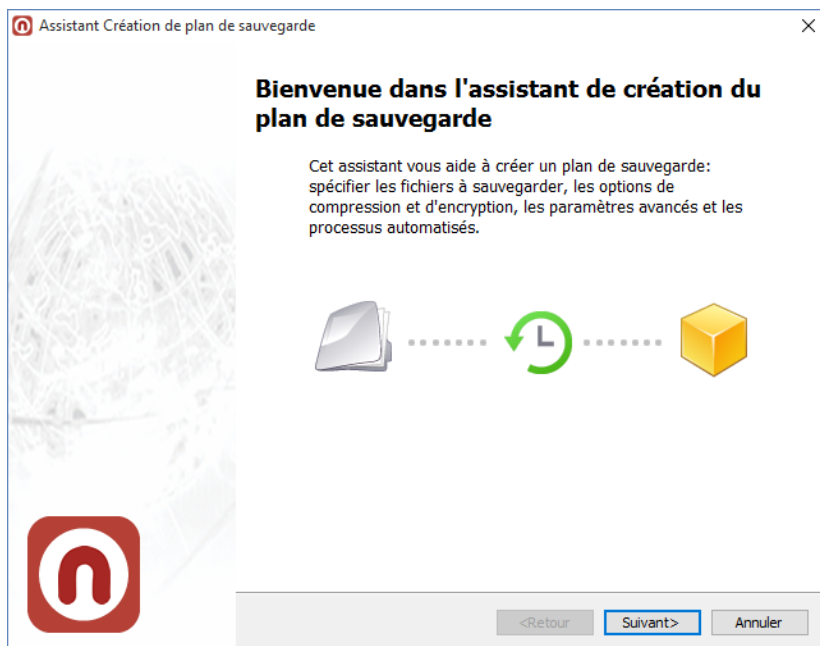 Assistant Création de plan de sauvegarde
Bienvenue dans l'assistant de création du
plan de sauvegarde
Cet assistant vous aide à créer un plan de sauvegarde:
spécifier les fichiers à sauvegarder, les options de
compression et d'encryption, les paramètres avancés et les
processus automatisés.
<Retour Suivant> Annuler